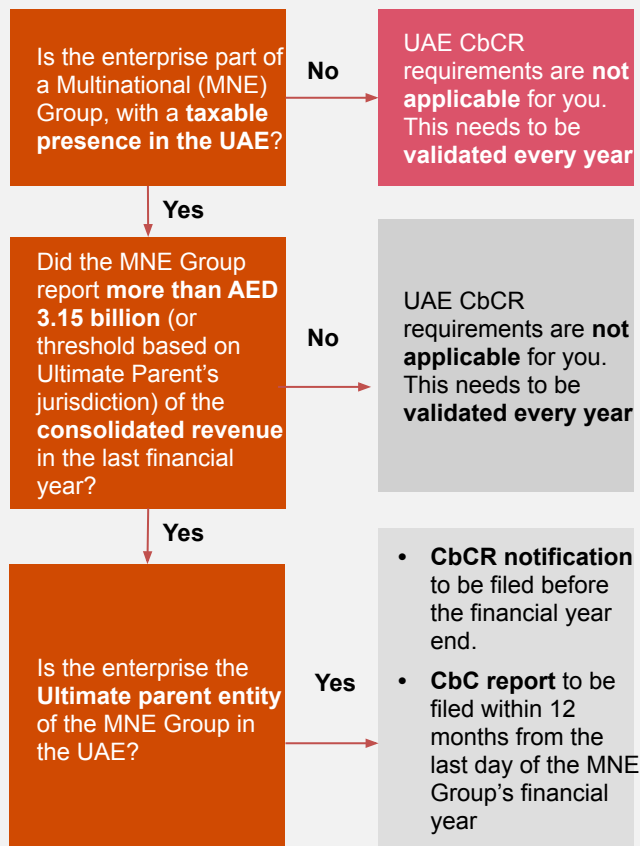 Is the enterprise part of
a Multinational (MNE)
Group, with a taxable
presence in the UAE?
No
UAE CbCR
requirements are not
applicable for you.
This needs to be
validated every year
Yes
Did the MNE Group
report more than AED
3.15 billion (or
threshold based on
Ultimate Parent’s
jurisdiction) of the
consolidated revenue
in the last financial
year?
No
UAE CbCR
requirements are not
applicable for you.
This needs to be
validated every year
Yes
Is the enterprise the
Ultimate parent entity
of the MNE Group in
the UAE?
Yes
• CbCR notification
to be filed before
the financial year
end.
• CbC report to be
filed within 12
months from the
last day of the MNE
Group’s financial
year